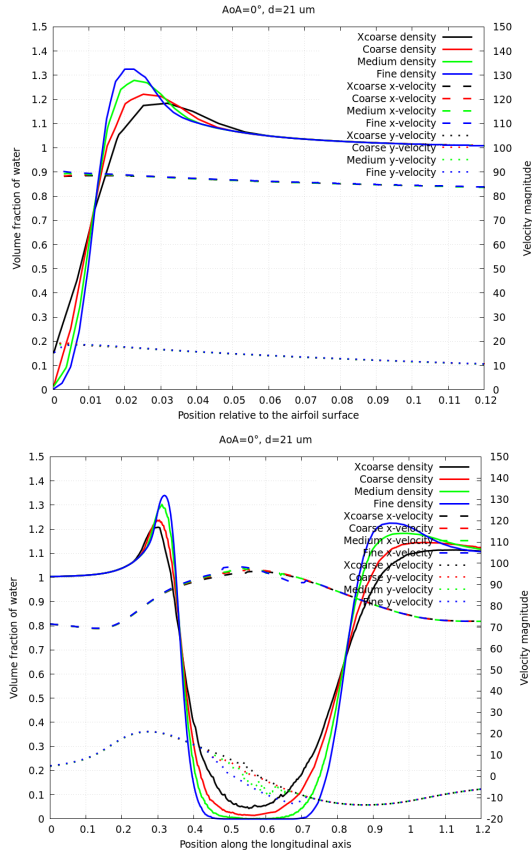 AoA=0°, d=21 um
Volume fraction of water
Velocity magnitude
Xcoarse density
Coarse density
Medium density
Fine density
Xcoarse x-velocity
Coarse x-velocity
Medium x-velocity
Fine x-velocity
Xcoarse y-velocity
Coarse y-velocity
Medium y-velocity
Fine y-velocity
1.5
1.4
1.3
1.2
1.1
1
0.9
0.8
0.7
0.6
0.5
0.4
0.3
0.2
0.1
0
150
140
130
120
110
100
90
80
70
60
50
40
30
20
10
0
0 0.01 0.02 0.03 0.04 0.05 0.06 0.07 0.08 0.09 0.1 0.11 0.12
Position relative to the airfoil surface
AoA=0°, d=21 um
Volume fraction of water
Velocity magnitude
Xcoarse density
Coarse density
Medium density
Fine density
Xcoarse x-velocity
Coarse x-velocity
Medium x-velocity
Fine x-velocity
Xcoarse y-velocity
Coarse y-velocity
Medium y-velocity
Fine y-velocity
1.5
1.4
1.3
1.2
1.1
1
0.9
0.8
0.7
0.6
0.5
0.4
0.3
0.2
0.1
0
150
140
130
120
110
100
90
80
70
60
50
40
30
20
10
0
-10
-20
0 0.1 0.2 0.3 0.4 0.5 0.6 0.7 0.8 0.9 1 1.1 1.2
Position along the longitudinal axis